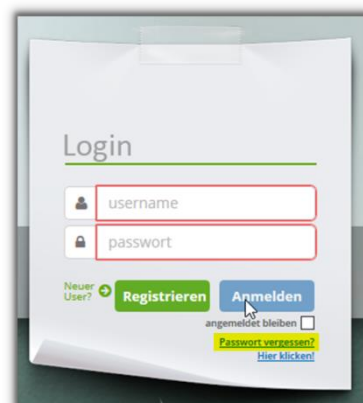 Login
username
passwort
Neuer
User?
Registrieren
Anmelden
angemeldet bleiben
Passwort vergessen?
Hier klicken!